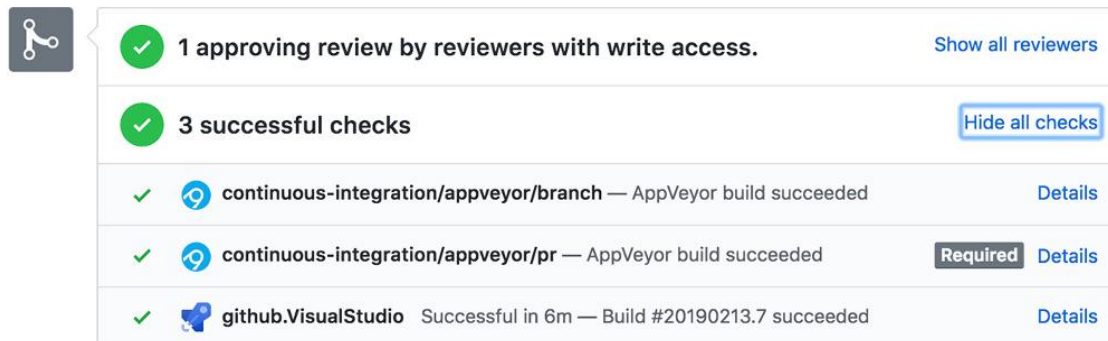 1 approving review by reviewers with write access. Show all reviewers
3 successful checks Hide all checks
continuous-integration/appveyor/branch — AppVeyor build succeeded Details
continuous-integration/appveyor/pr — AppVeyor build succeeded Required Details
github.VisualStudio Successful in 6m — Build #20190213.7 succeeded Details